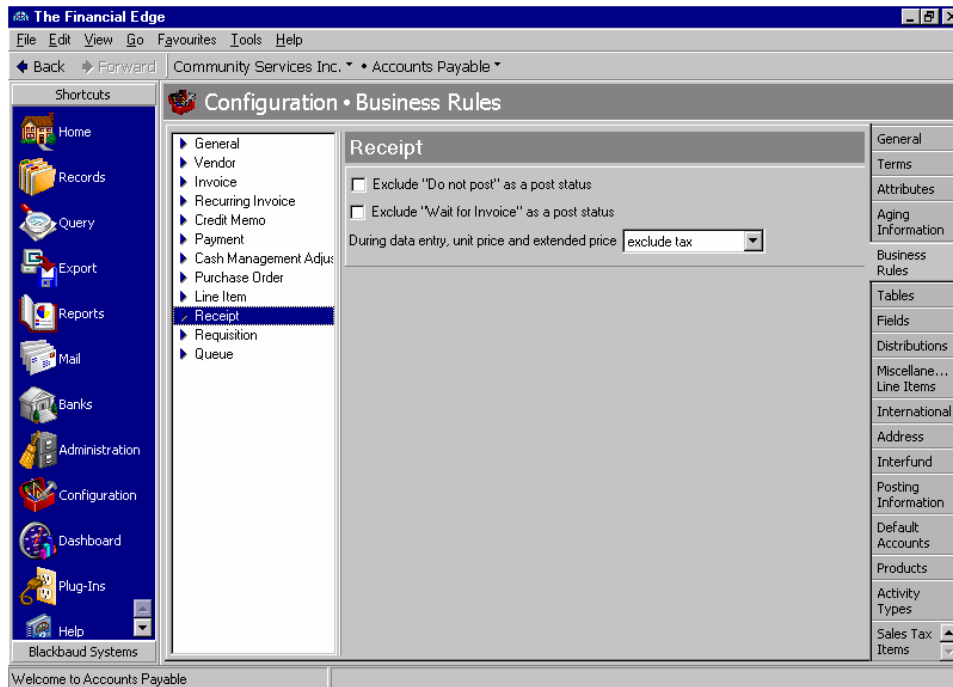 The Financial Edge
File Edit View Go Favourites Tools Help
Back Forward Community Services Inc. • Accounts Payable
Shortcuts
Home
Records
Query
Export
Reports
Mail
Banks
Administration
Configuration
Dashboard
Plug-Ins
Help
Blackbaud Systems
Configuration • Business Rules
General
Vendor
Invoice
Recurring Invoice
Credit Memo
Payment
Cash Management Adjus
Purchase Order
Line Item
Receipt
Requisition
Queue
Receipt
Exclude "Do not post" as a post status
Exclude "Wait for Invoice" as a post status
During data entry, unit price and extended price exclude tax
General
Terms
Attributes
Aging
Information
Business
Rules
Tables
Fields
Distributions
Miscellane...
Line Items
International
Address
Interfund
Posting
Information
Default
Accounts
Products
Activity
Types
Sales Tax
Items
Welcome to Accounts Payable